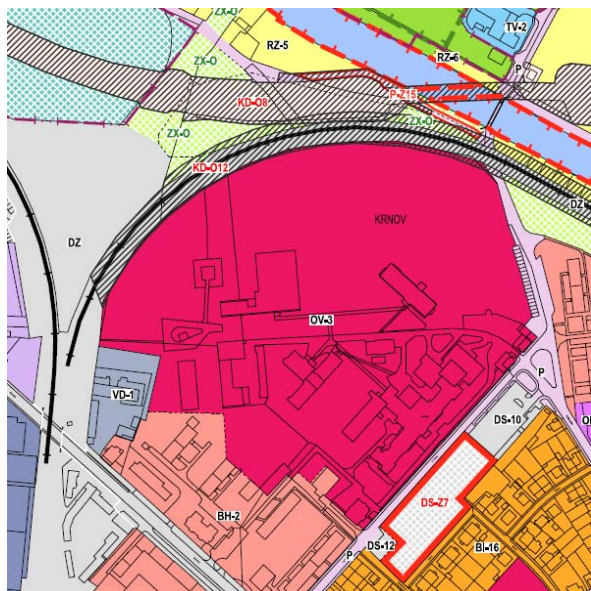 ZX-O
TV-2
RZ-5
RZ-6
P
ZX-O
KD-O8
P-Z15
ZX-O
ZX-O
KD-O12
DZ
KRNOV
DZ
OV-3
P
VD-1
DS-10
DS-Z7
BH-2
DS-12
BI-16
P